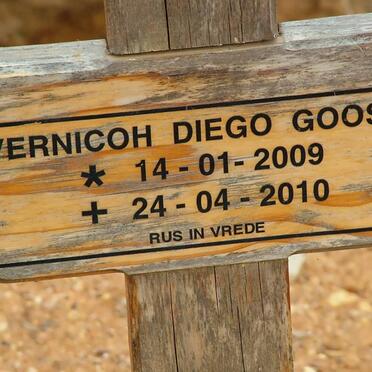 VERNICOH DIEGO GOOS
* 14-01-2009
+ 24-04-2010
RUS IN VREDE